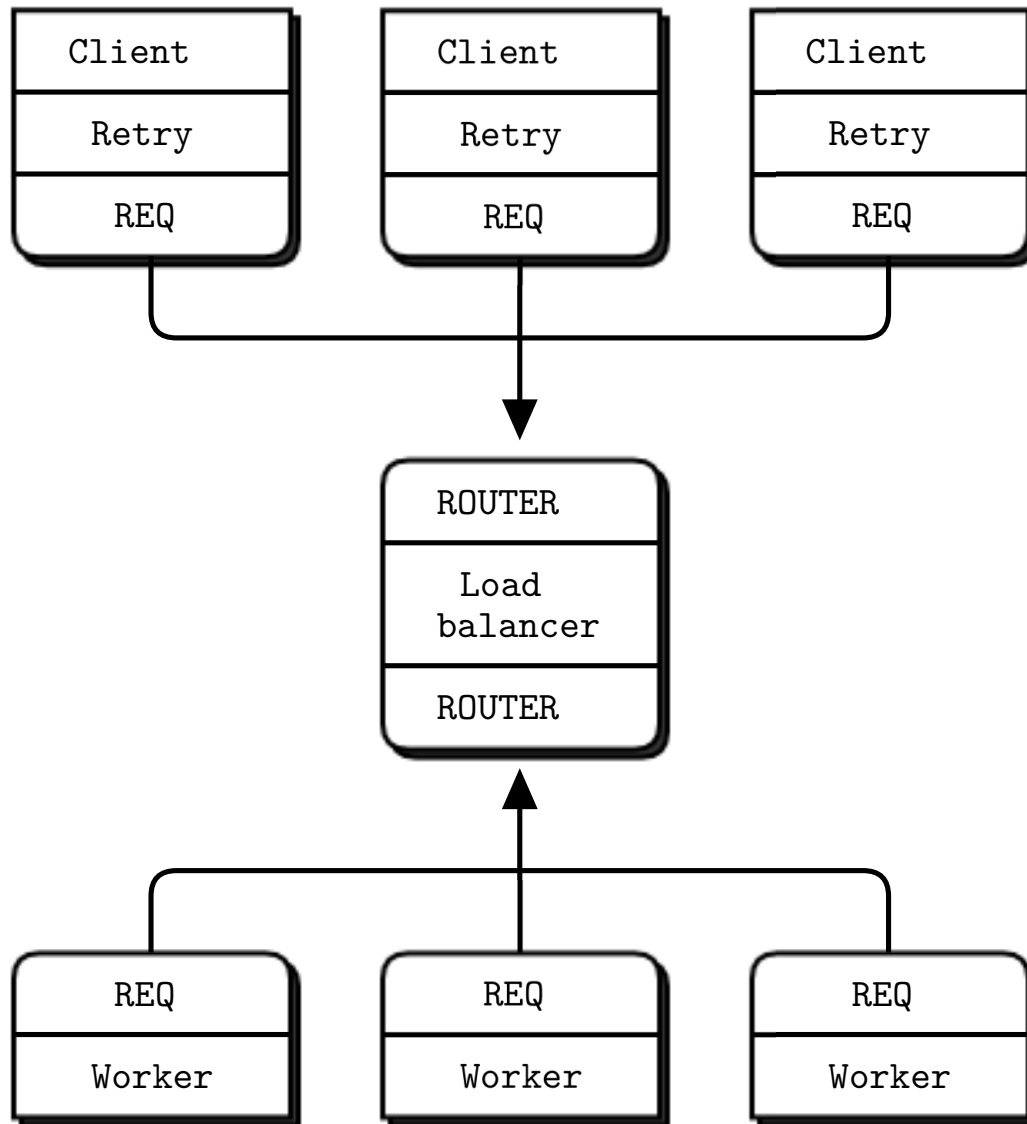 Client
Client
Client
Retry
Retry
Retry
REQ
REQ
REQ
ROUTER
Load
balancer
ROUTER
REQ
REQ
REQ
Worker
Worker
Worker